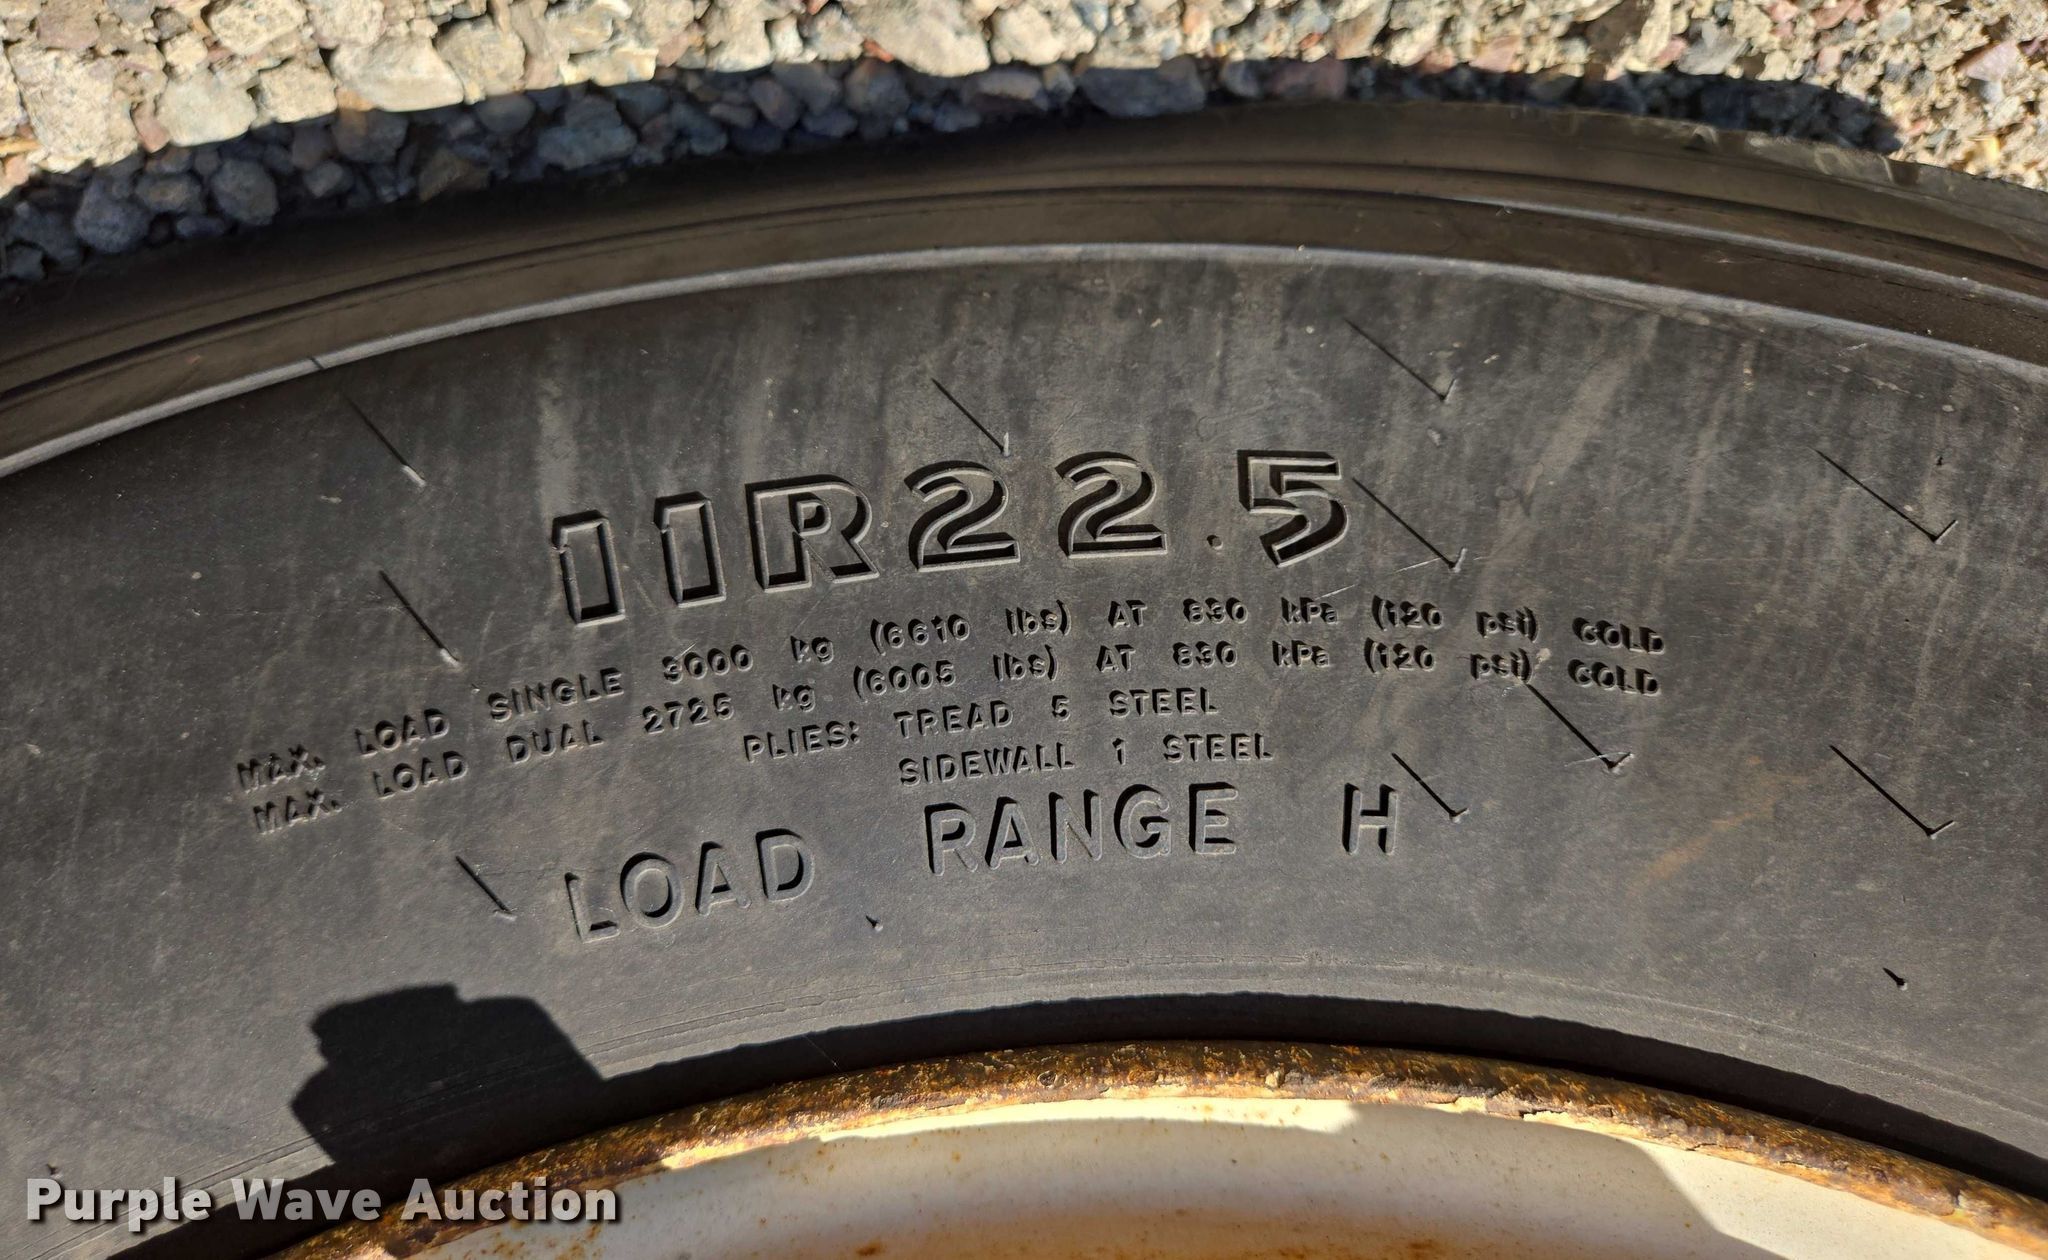 11R22.5
MAX. LOAD SINGLE 3000 kg (6610 lbs) AT 830 kPa (120 psi) COLD
MAX. LOAD DUAL 2725 kg (6005 lbs) AT 830 kPa (120 psi) COLD
PLIES: TREAD 5 STEEL
SIDEWALL 1 STEEL
LOAD RANGE H
Purple Wave Auction